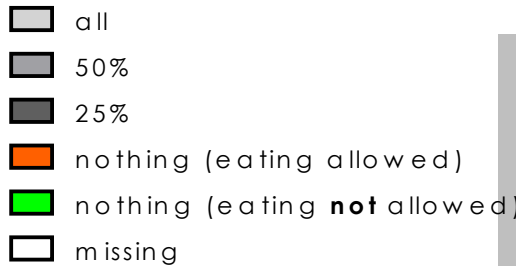 all
50%
25%
nothing (eating allowed)
nothing (eating not allowed)
missing